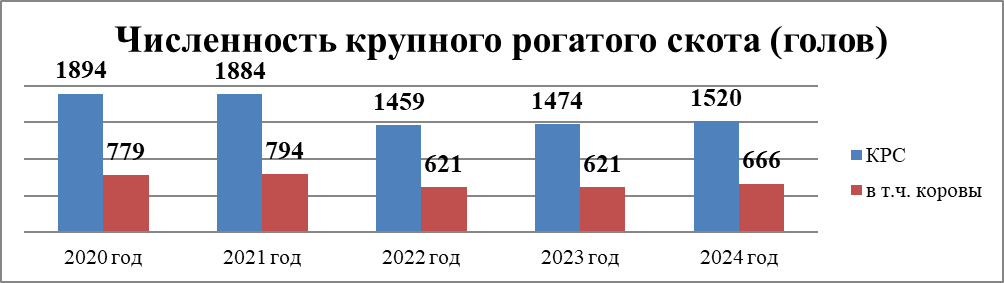 Численность крупного рогатого скота (голов)
1894 1884 1459 1474 1520
779 794 621 621 666
КРС
в т.ч. коровы
2020 год 2021 год 2022 год 2023 год 2024 год